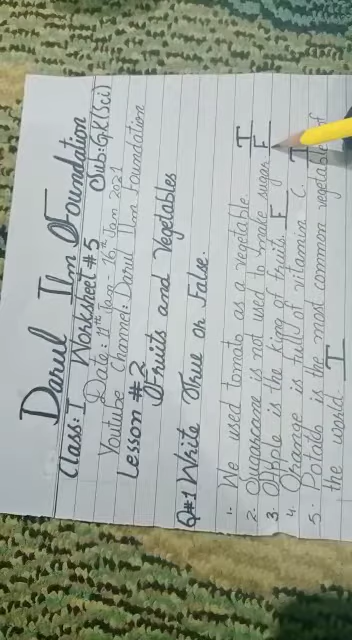 Darul Ilm Foundation
Class: I Worksheet #5 Sub: G.K (Sci)
Date: 11th Jan - 16th Jan 2021
Youtube Channel: Darul Ilm Foundation
Lesson #2
Fruits and Vegetables
Q#1 Write True or False.
1. We used tomato as a vegetable. T
2. Sugarcane is not used to make sugar. F
3. Apple is the king of fruits. F
4. Orange is full of vitamin C. T
5. Potato is the most common vegetable of
the world. T